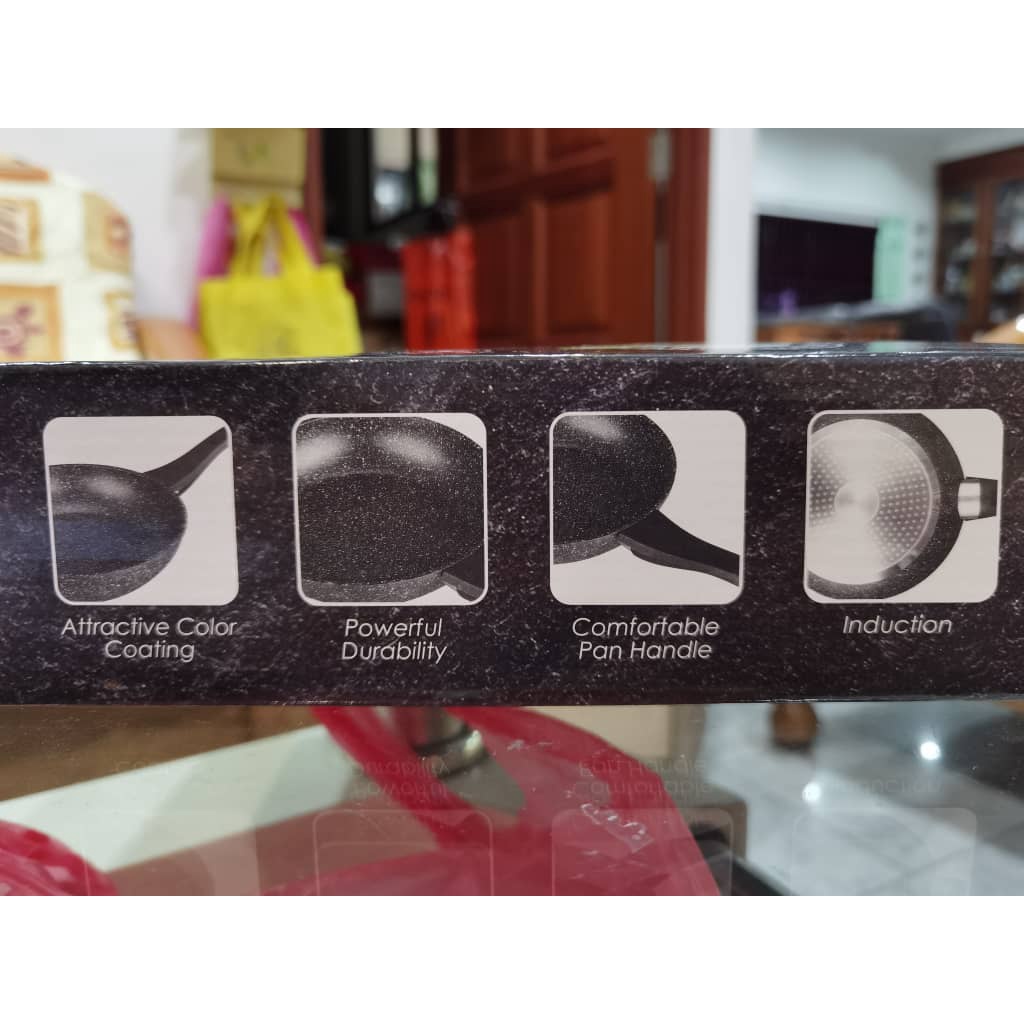 Attractive Color
Coating
Powerful
Durability
Comfortable
Pan Handle
Induction